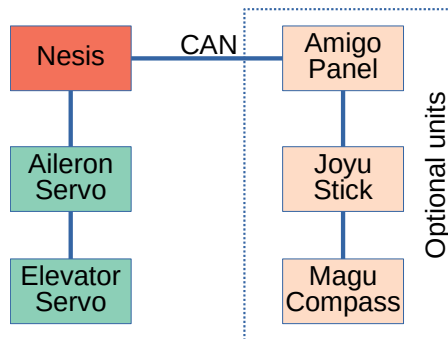 CAN
Nesis
Amigo
Panel
Aileron
Servo
Joyu
Stick
Elevator
Servo
Magu
Compass
Optional units